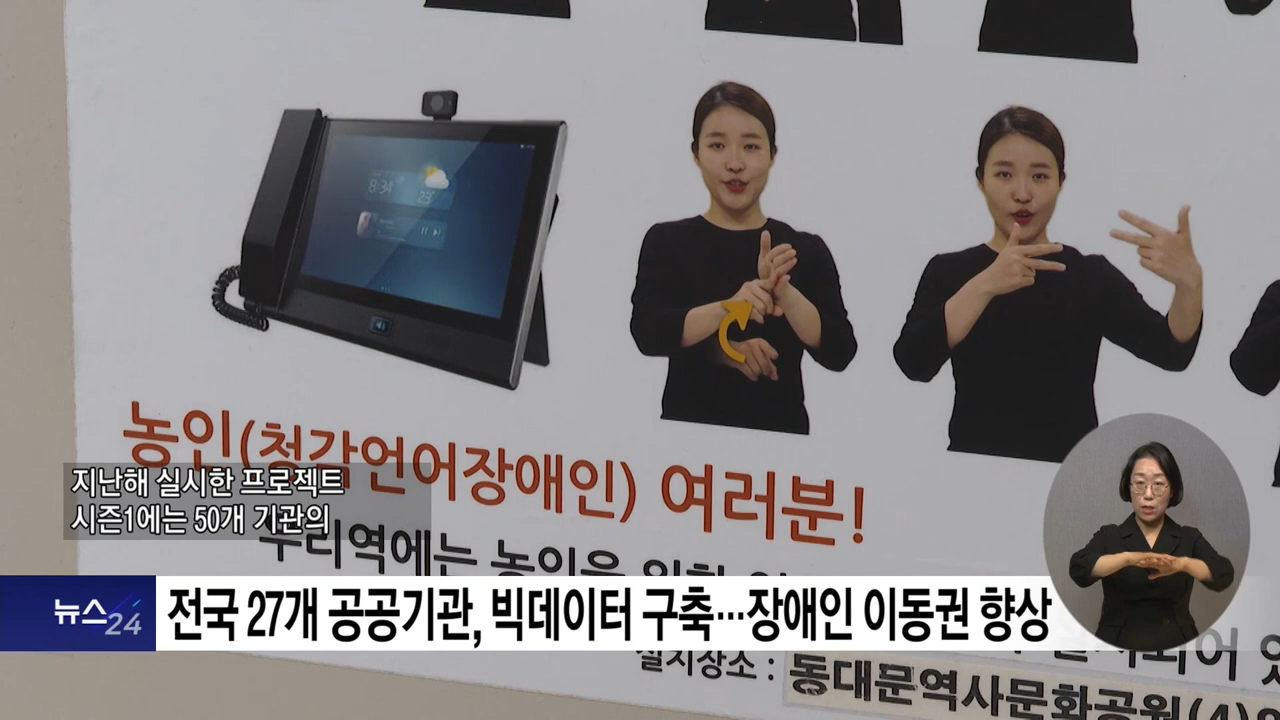 8:34
23°
농인(청각언어장애인) 여러분!
지난해 실시한 프로젝트
시즌1에는 50개 기관의
우리역에는 농인을 위한
뉴스24
전국 27개 공공기관, 빅데이터 구축…장애인 이동권 향상
설치장소 : 동대문역사문화공원(4)